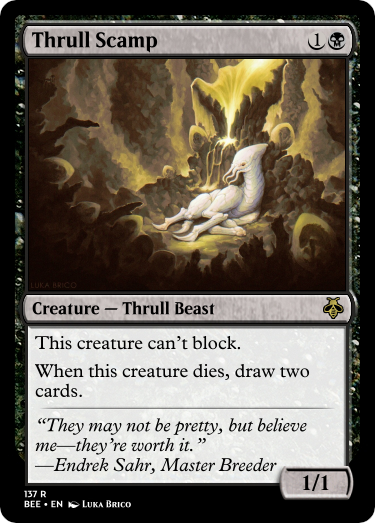 Thrull Scamp 1
LUKA BRICO
Creature — Thrull Beast
This creature can't block.
When this creature dies, draw two
cards.
“They may not be pretty, but believe
me—they're worth it.”
—Endrek Sahr, Master Breeder
1/1
137 R
BEE • EN Luka Brico